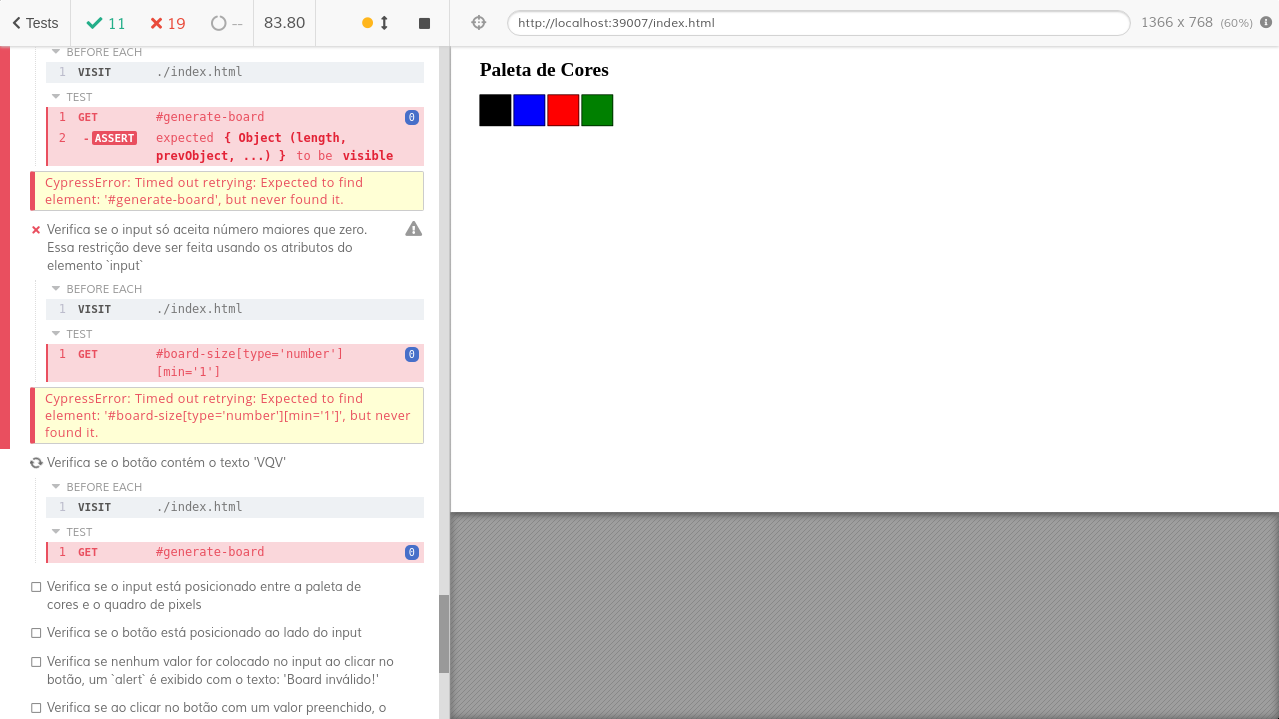 Tests
11
19
--
83.80
http://localhost:39007/index.html
1366 x 768 (60%)
BEFORE EACH
1 VISIT ./index.html
TEST
1 GET #generate-board 0
2 -ASSERT expected { Object (length,
prevObject, ...) } to be visible
CypressError: Timed out retrying: Expected to find
element: '#generate-board', but never found it.
Verifica se o input só aceita número maiores que zero.
Essa restrição deve ser feita usando os atributos do
elemento `input`
BEFORE EACH
1 VISIT ./index.html
TEST
1 GET #board-size[type='number'] 0
[min='1']
CypressError: Timed out retrying: Expected to find
element: '#board-size[type='number'][min='1']', but never
found it.
Verifica se o botão contém o texto 'VQV'
BEFORE EACH
1 VISIT ./index.html
TEST
1 GET #generate-board 0
Verifica se o input está posicionado entre a paleta de
cores e o quadro de pixels
Verifica se o botão está posicionado ao lado do input
Verifica se nenhum valor for colocado no input ao clicar no
botão, um `alert` é exibido com o texto: 'Board inválido!'
Verifica se ao clicar no botão com um valor preenchido, o
Paleta de Cores